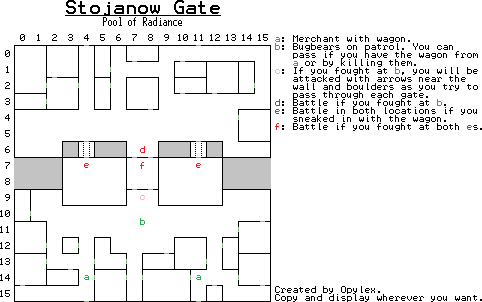 Stojanow Gate
Pool of Radiance
0 1 2 3 4 5 6 7 8 9 10 11 12 13 14 15
0
1
2
3
4
5
6
7
8
9
10
11
12
13
14
15
d
e f e
c
b
a a
a: Merchant with wagon.
b: Bugbears on patrol. You can
pass if you have the wagon from
a or by killing them.
c: If you fought at b, you will be
attacked with arrows near the
wall and boulders as you try to
pass through each gate.
d: Battle if you fought at b.
e: Battle in both locations if you
sneaked in with the wagon.
f: Battle if you fought at both es.
Created by Opylex.
Copy and display wherever you want.